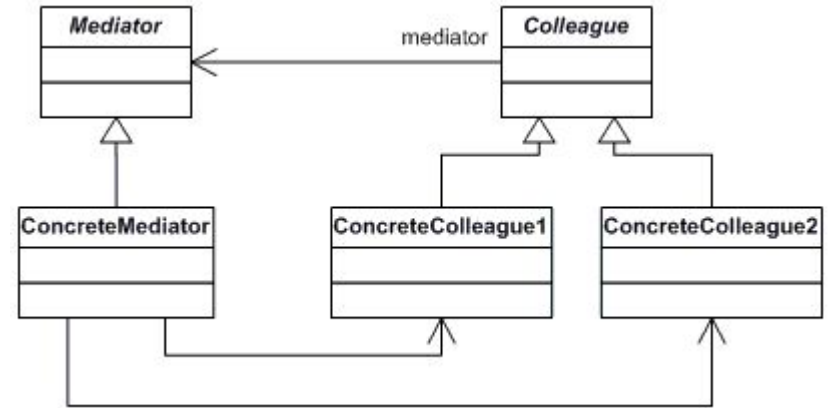 Mediator
mediator
Colleague
ConcreteMediator
ConcreteColleague1
ConcreteColleague2